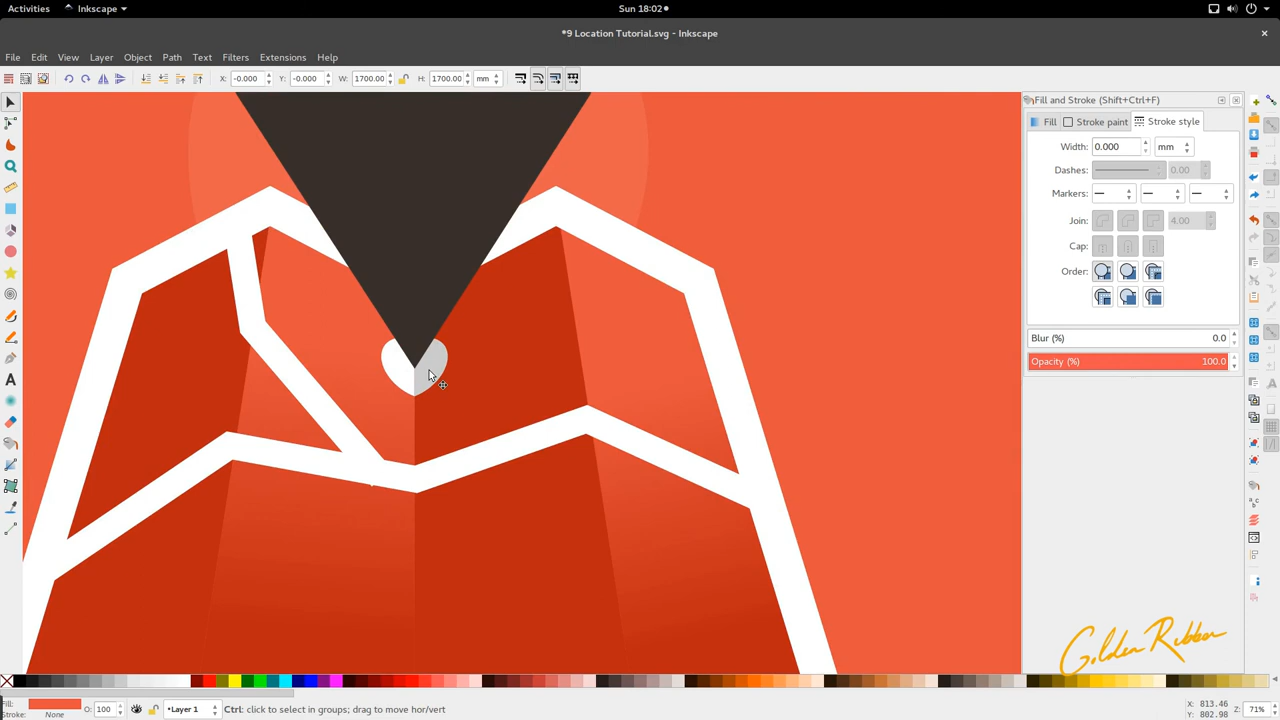 Activities
Inkscape
Sun 18:02
*9 Location Tutorial.svg - Inkscape
File Edit View Layer Object Path Text Filters Extensions Help
X: -0.000 Y: -0.000 W: 1700.00 H: 1700.00 mm
Fill and Stroke (Shift+Ctrl+F)
Fill Stroke paint Stroke style
Width: 0.000 mm
Dashes: 0.00
Markers:
Join: 4.00
Cap:
Order:
Blur (%) 0.0
Opacity (%) 100.0
Golden Ribbon
Fill:
Stroke: None
O: 100
•Layer 1
Ctrl: click to select in groups; drag to move hor/vert
X: 813.46
Y: 802.98
Z: 71%